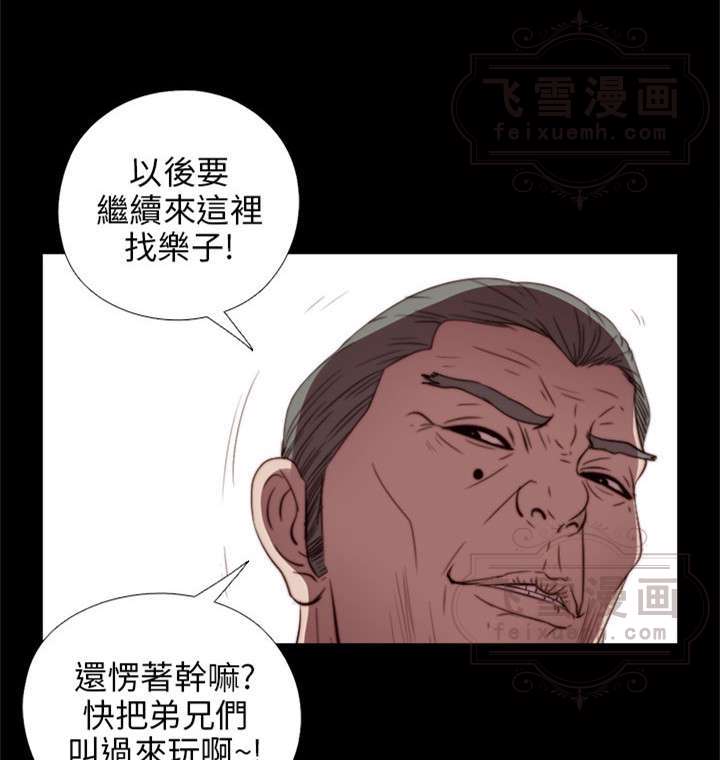 飞雪漫画
feixuemh.com
以後要
繼續來這裡
找樂子!
飞雪漫画
feixuemh.com
還愣著幹嘛?
快把弟兄們
叫過來玩啊~!